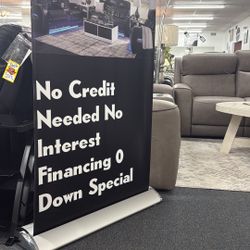 No Credit
Needed No
Interest
Financing 0
Down Special